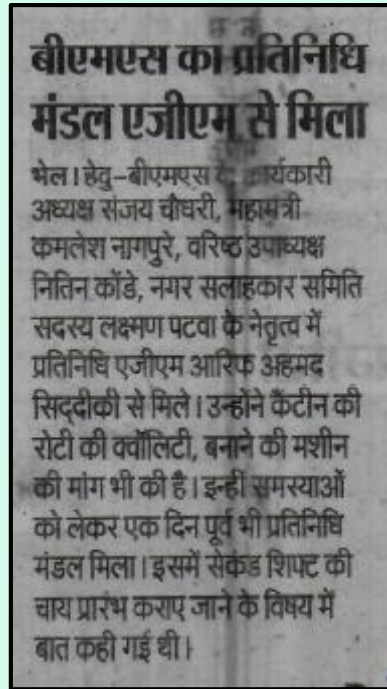 बीएमएस का प्रतिनिधि
मंडल एजीएम से मिला
भेल। हेवु-बीएमएस के कार्यकारी
अध्यक्ष संजय चौधरी, महामंत्री
कमलेश नागपुरे, वरिष्ठ उपाध्यक्ष
नितिन कोंडे, नगर सलाहकार समिति
सदस्य लक्ष्मण पटवा के नेतृत्व में
प्रतिनिधि एजीएम आरिफ अहमद
सिद्दीकी से मिले। उन्होंने कैंटीन की
रोटी की क्वॉलिटी, बनाने की मशीन
की मांग भी की है। इन्हीं समस्याओं
को लेकर एक दिन पूर्व भी प्रतिनिधि
मंडल मिला। इसमें सेकंड शिफ्ट की
चाय प्रारंभ कराए जाने के विषय में
बात कही गई थी।